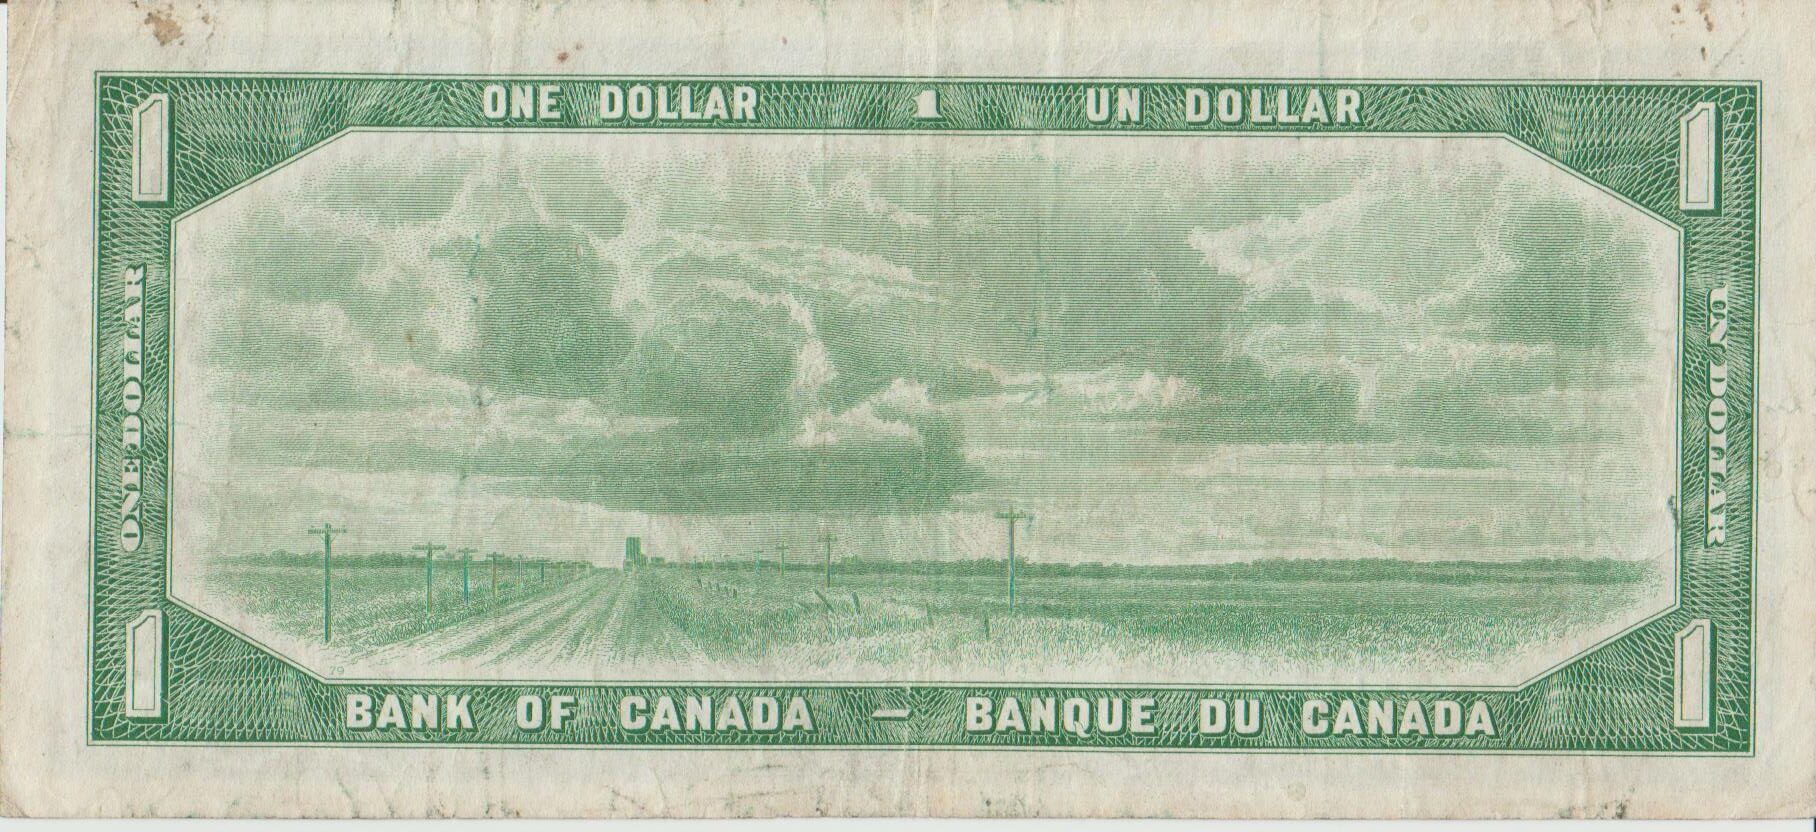 1 ONE DOLLAR 1 UN DOLLAR 1
ONE DOLLAR
UN DOLLAR
79
1 1
BANK OF CANADA — BANQUE DU CANADA